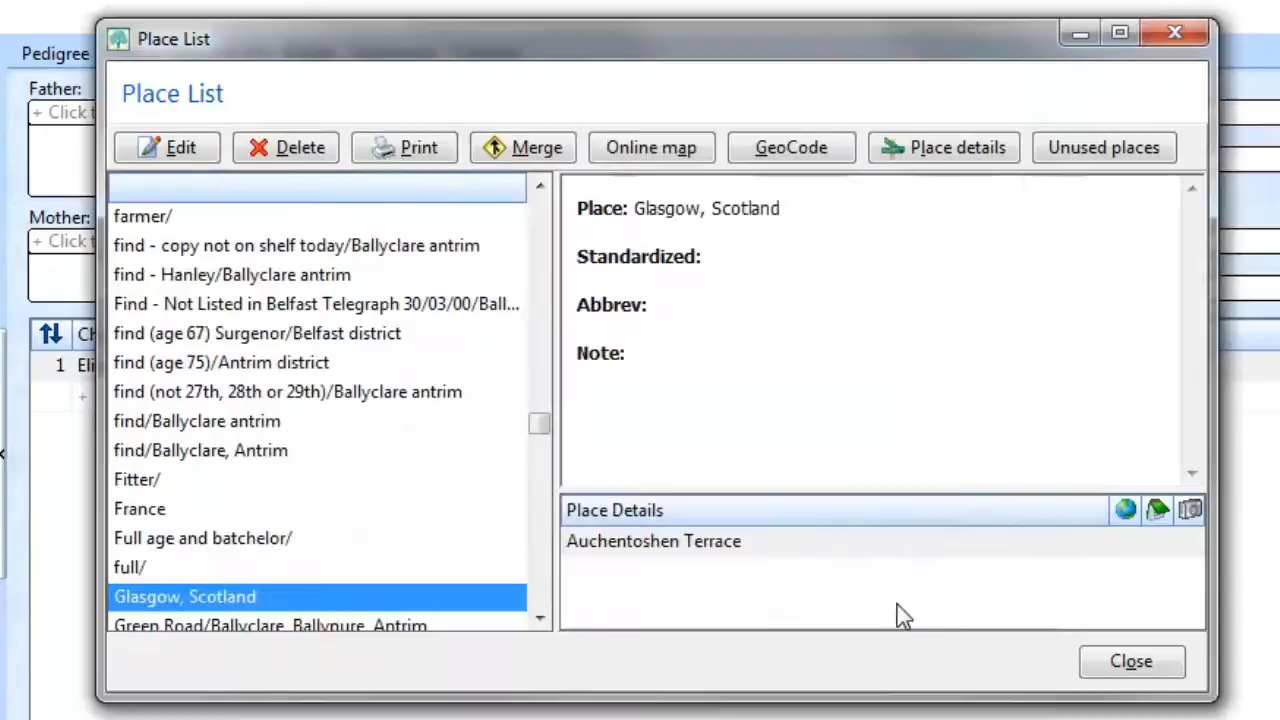 Place List
Pedigree
Father:
+ Click t
Mother:
+ Click t
Ch
1 Eli
+
Place List
Edit Delete Print Merge Online map GeoCode Place details Unused places
farmer/
find - copy not on shelf today/Ballyclare antrim
find - Hanley/Ballyclare antrim
Find - Not Listed in Belfast Telegraph 30/03/00/Ball...
find (age 67) Surgenor/Belfast district
find (age 75)/Antrim district
find (not 27th, 28th or 29th)/Ballyclare antrim
find/Ballyclare antrim
find/Ballyclare, Antrim
Fitter/
France
Full age and batchelor/
full/
Glasgow, Scotland
Green Road/Ballyclare, Ballynure, Antrim
Place: Glasgow, Scotland
Standardized:
Abbrev:
Note:
Place Details
Auchentoshen Terrace
Close